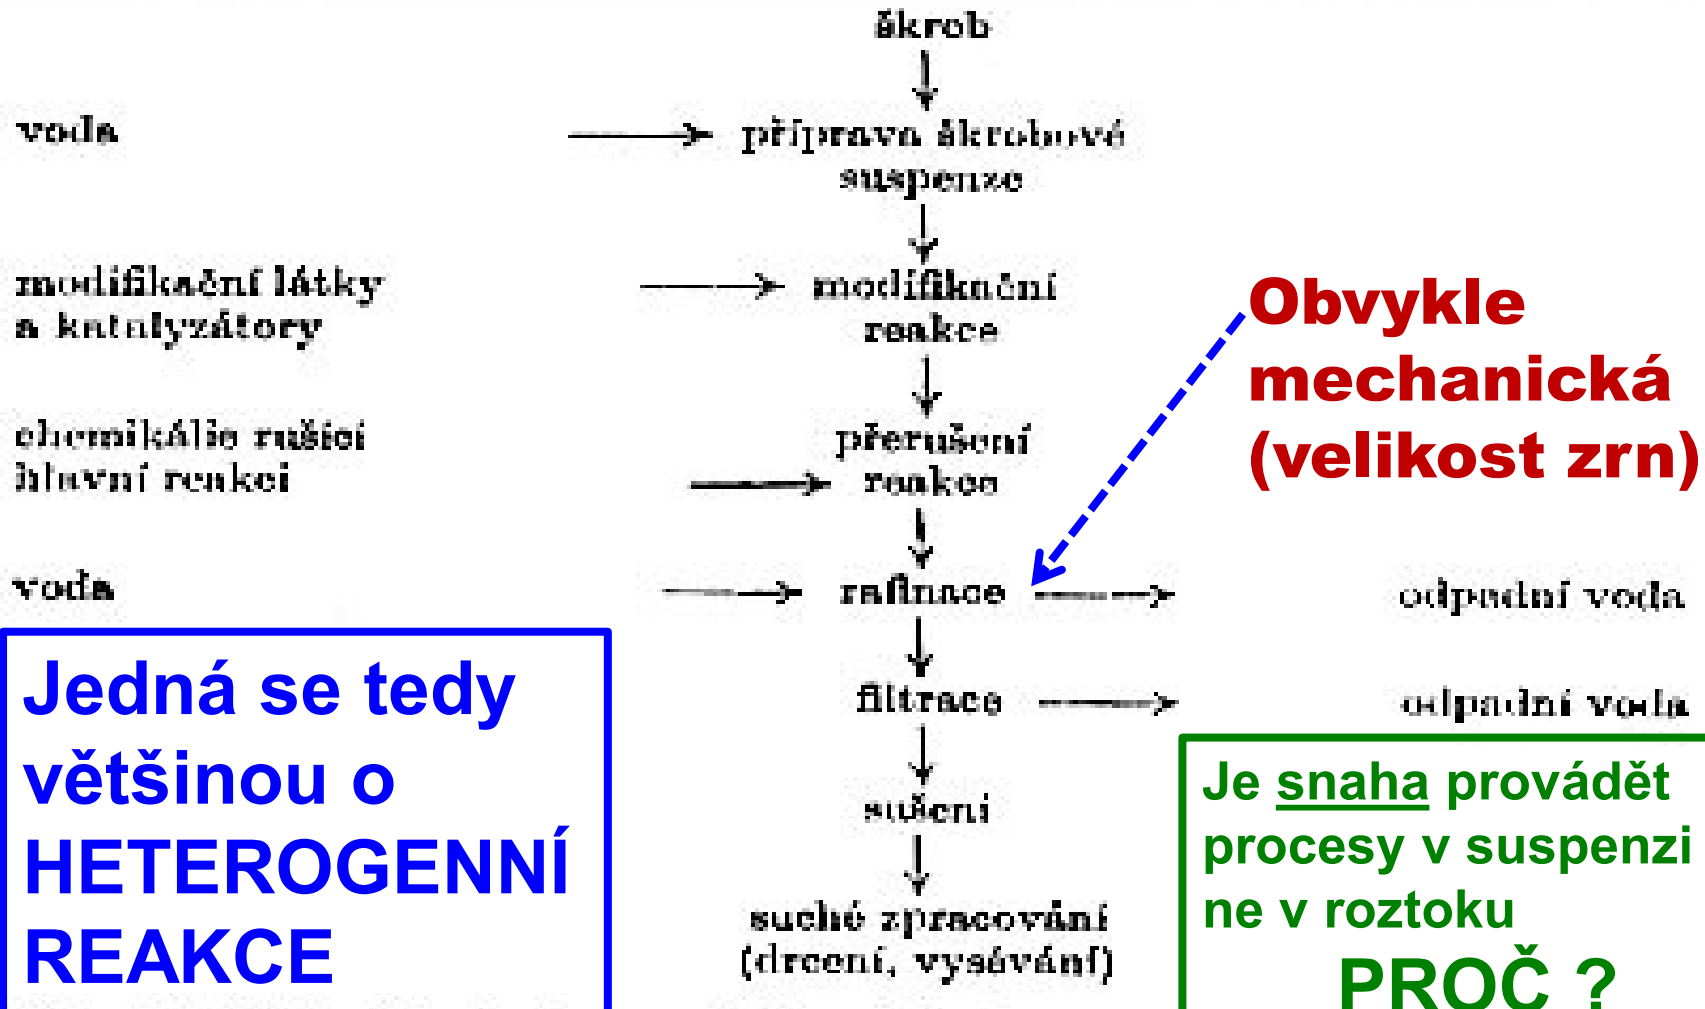 škrob
voda
příprava škrobové
suspenze
modifikační látky
a katalyzátory
modifikační
reakce
Obvykle
mechanická
(velikost zrn)
chemikálie rušící
hlavní reakci
přerušení
reakce
voda
rafinace
odpadní voda
filtrace
odpadní voda
sušení
suché zpracování
(drcení, vysávání)
Jedná se tedy
většinou o
HETEROGENNÍ
REAKCE
Je snaha provádět
procesy v suspenzi
ne v roztoku
PROČ ?